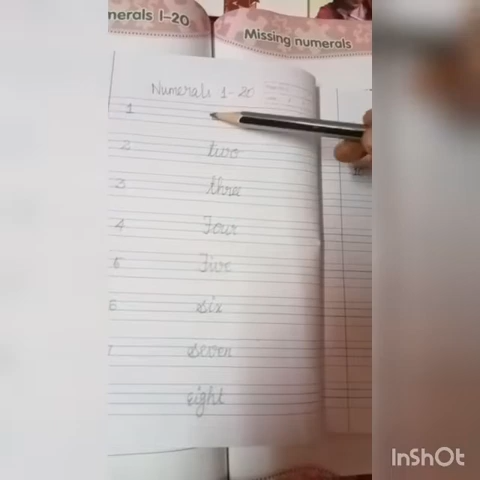 nerals 1-20
Missing numerals
Numerals 1-20
1
2 two
3 three
4 Four
5 Five
6 six
7 seven
eight
InShOt